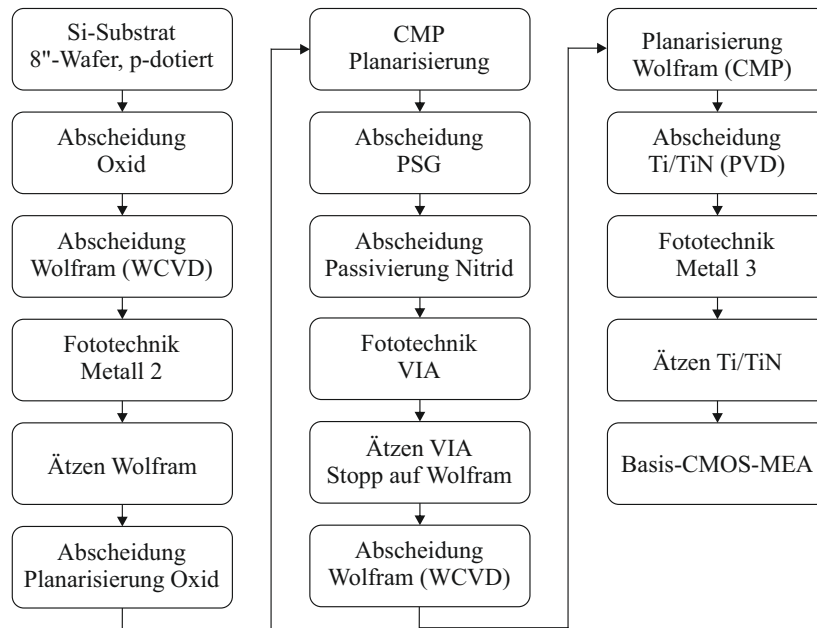 Si-Substrat
8"-Wafer, p-dotiert
Abscheidung
Oxid
Abscheidung
Wolfram (WCVD)
Fototechnik
Metall 2
Ätzen Wolfram
Abscheidung
Planarisierung Oxid
CMP
Planarisierung
Abscheidung
PSG
Abscheidung
Passivierung Nitrid
Fototechnik
VIA
Ätzen VIA
Stopp auf Wolfram
Abscheidung
Wolfram (WCVD)
Planarisierung
Wolfram (CMP)
Abscheidung
Ti/TiN (PVD)
Fototechnik
Metall 3
Ätzen Ti/TiN
Basis-CMOS-MEA